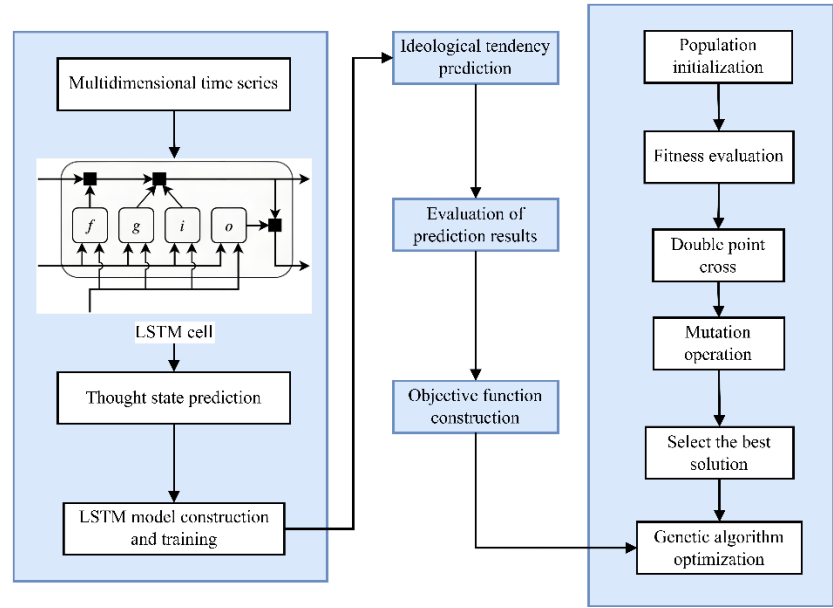 Multidimensional time series
f
g
i
o
LSTM cell
Thought state prediction
LSTM model construction
and training
Ideological tendency
prediction
Evaluation of
prediction results
Objective function
construction
Population
initialization
Fitness evaluation
Double point
cross
Mutation
operation
Select the best
solution
Genetic algorithm
optimization